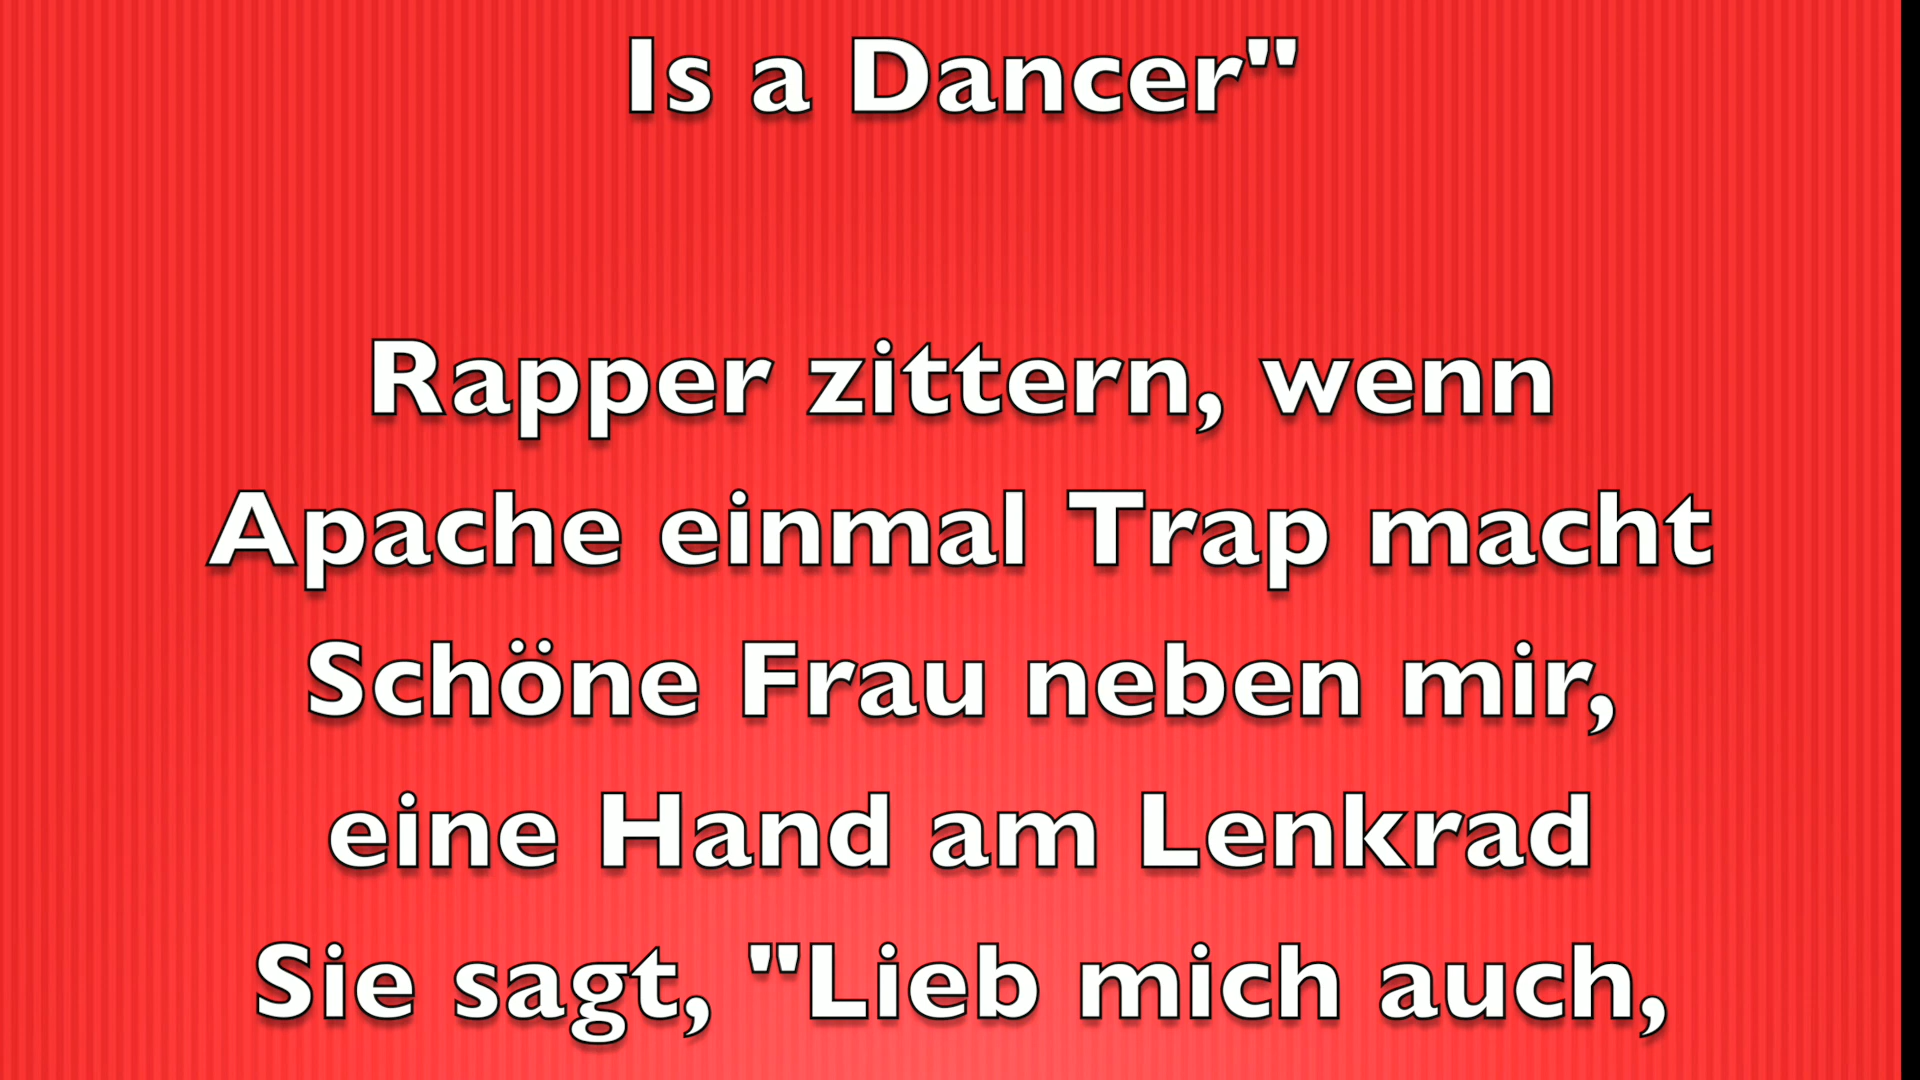 Is a Dancer"
Rapper zittern, wenn
Apache einmal Trap macht
Schöne Frau neben mir,
eine Hand am Lenkrad
Sie sagt, "Lieb mich auch,